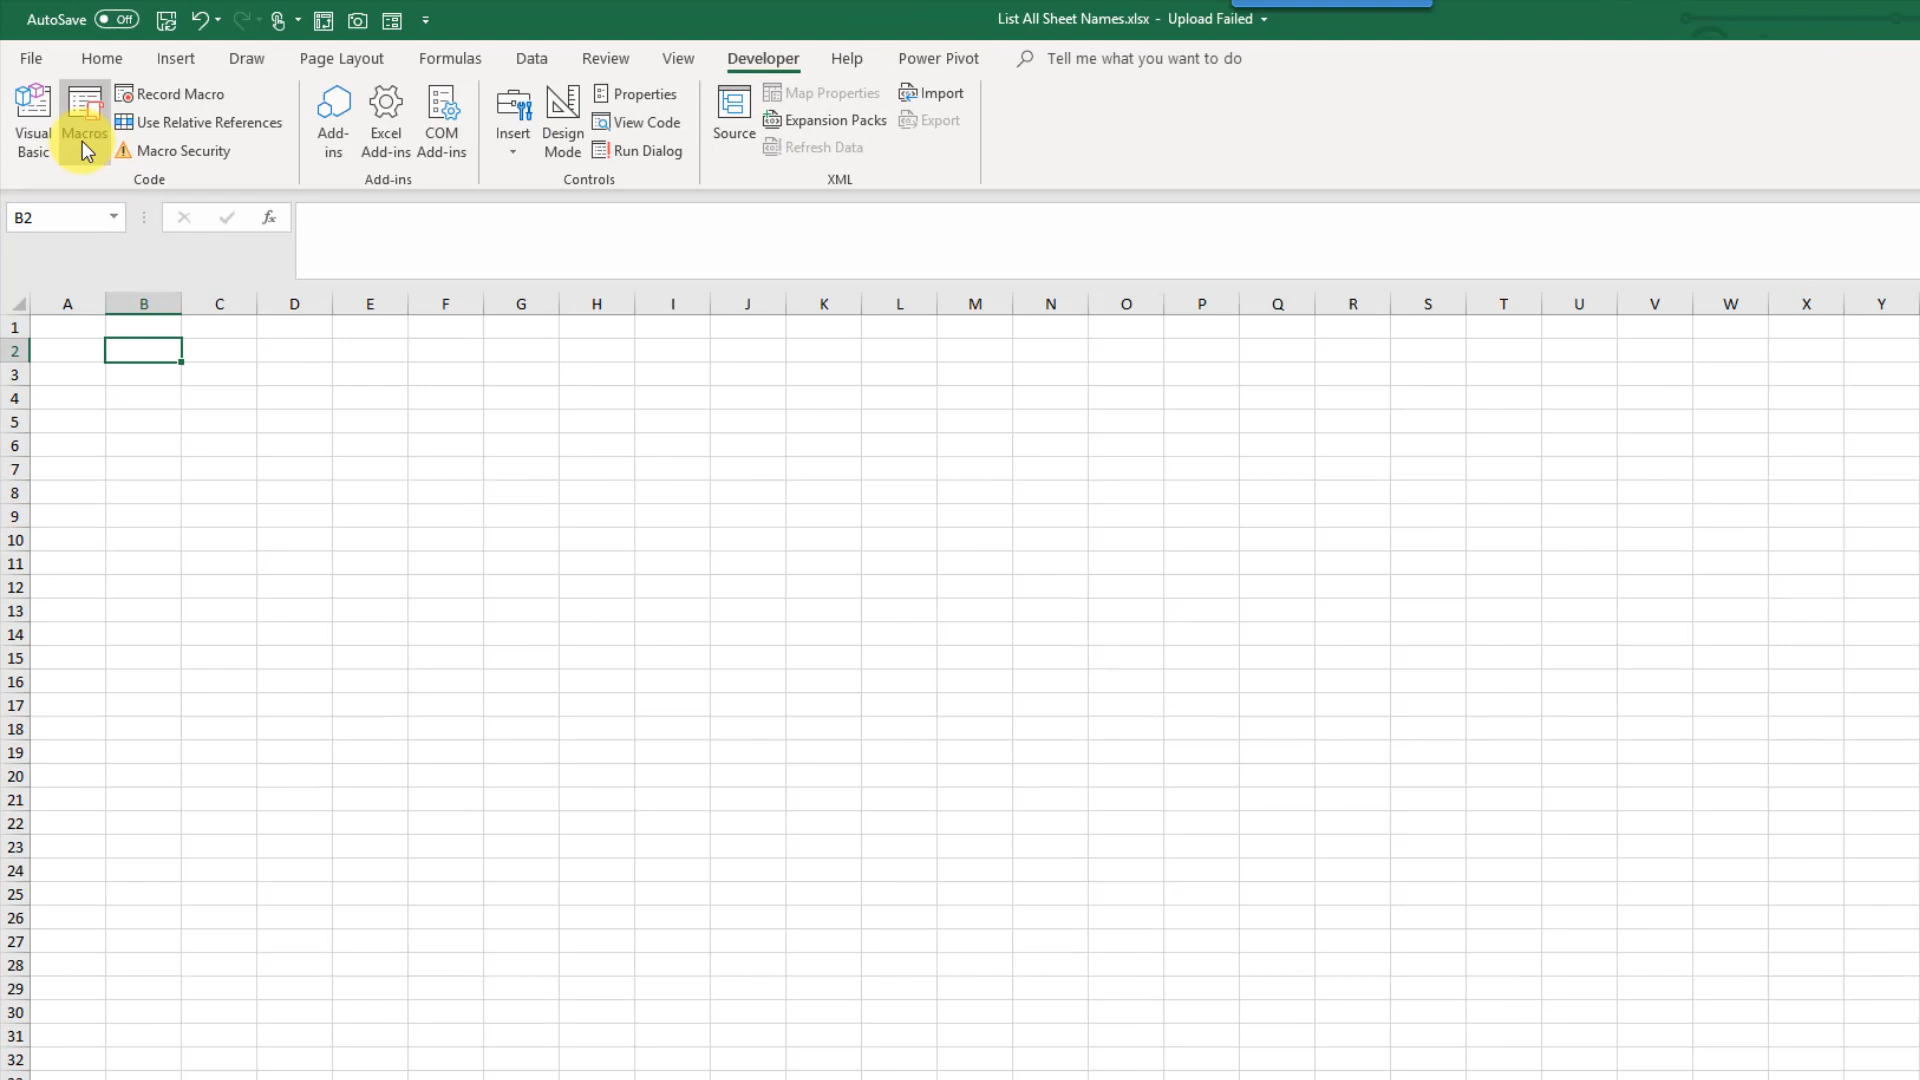 AutoSave Off
List All Sheet Names.xlsx - Upload Failed
File Home Insert Draw Page Layout Formulas Data Review View Developer Help Power Pivot Tell me what you want to do
Visual Basic
Macros
Record Macro
Use Relative References
Macro Security
Code
Add-ins
Excel Add-ins
COM Add-ins
Add-ins
Insert
Design Mode
Properties
View Code
Run Dialog
Controls
Source
Map Properties
Expansion Packs
Refresh Data
Import
Export
XML
B2
fx
A B C D E F G H I J K L M N O P Q R S T U V W X Y
1
2
3
4
5
6
7
8
9
10
11
12
13
14
15
16
17
18
19
20
21
22
23
24
25
26
27
28
29
30
31
32